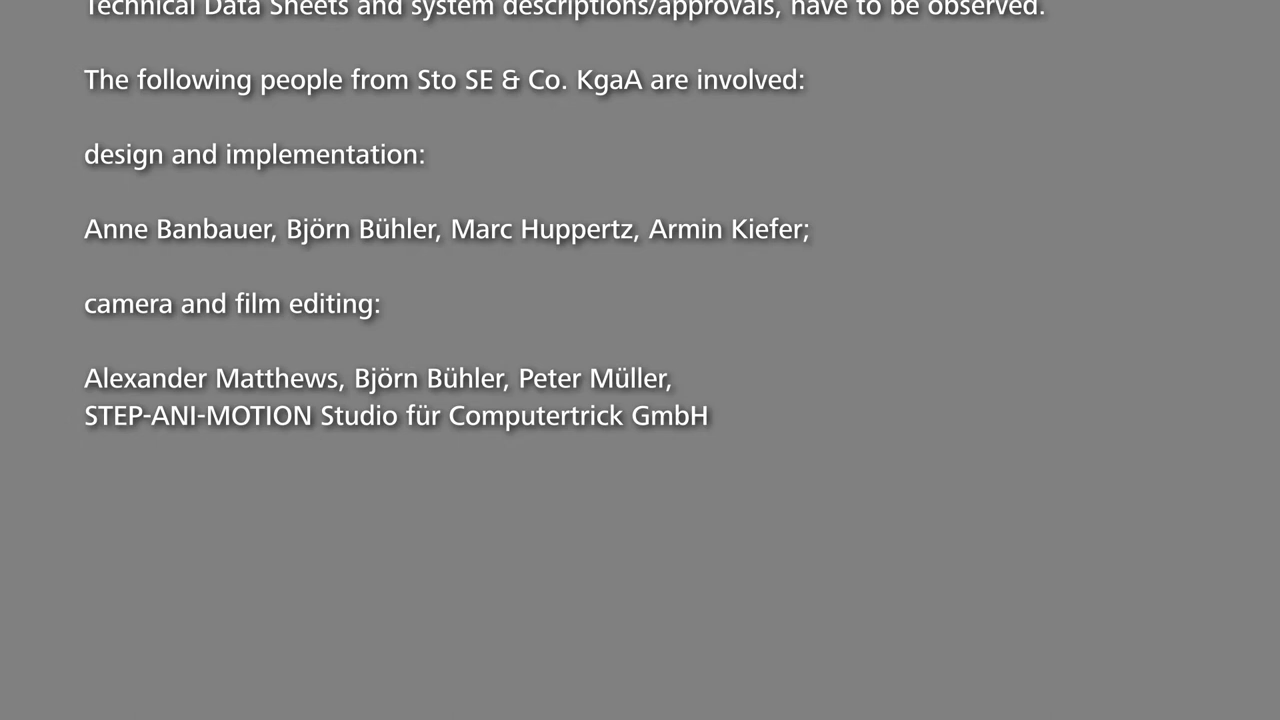 Technical Data Sheets and system descriptions/approvals, have to be observed.
The following people from Sto SE & Co. KgaA are involved:
design and implementation:
Anne Banbauer, Björn Bühler, Marc Huppertz, Armin Kiefer;
camera and film editing:
Alexander Matthews, Björn Bühler, Peter Müller,
STEP-ANI-MOTION Studio für Computertrick GmbH